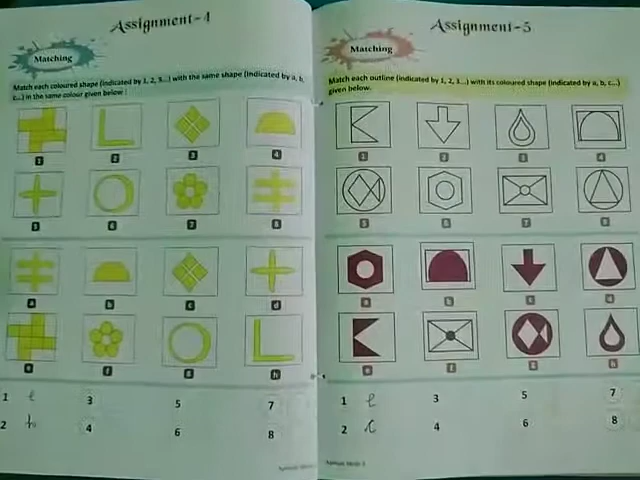 Assignment-4
Matching
Match each coloured shape (indicated by 1, 2, 3...) with the same shape (indicated by a, b,
c...) in the same colour given below :
1 2 3 4
5 6 7 8
a b c d
e f g h
1 e 3 5 7
2 h 4 6 8
Assignment-5
Matching
Match each outline (indicated by 1, 2, 3...) with its coloured shape (indicated by a, b, c...)
given below.
1 2 3 4
5 6 7 8
a b c d
e f g h
1 e 3 5 7
2 c 4 6 8